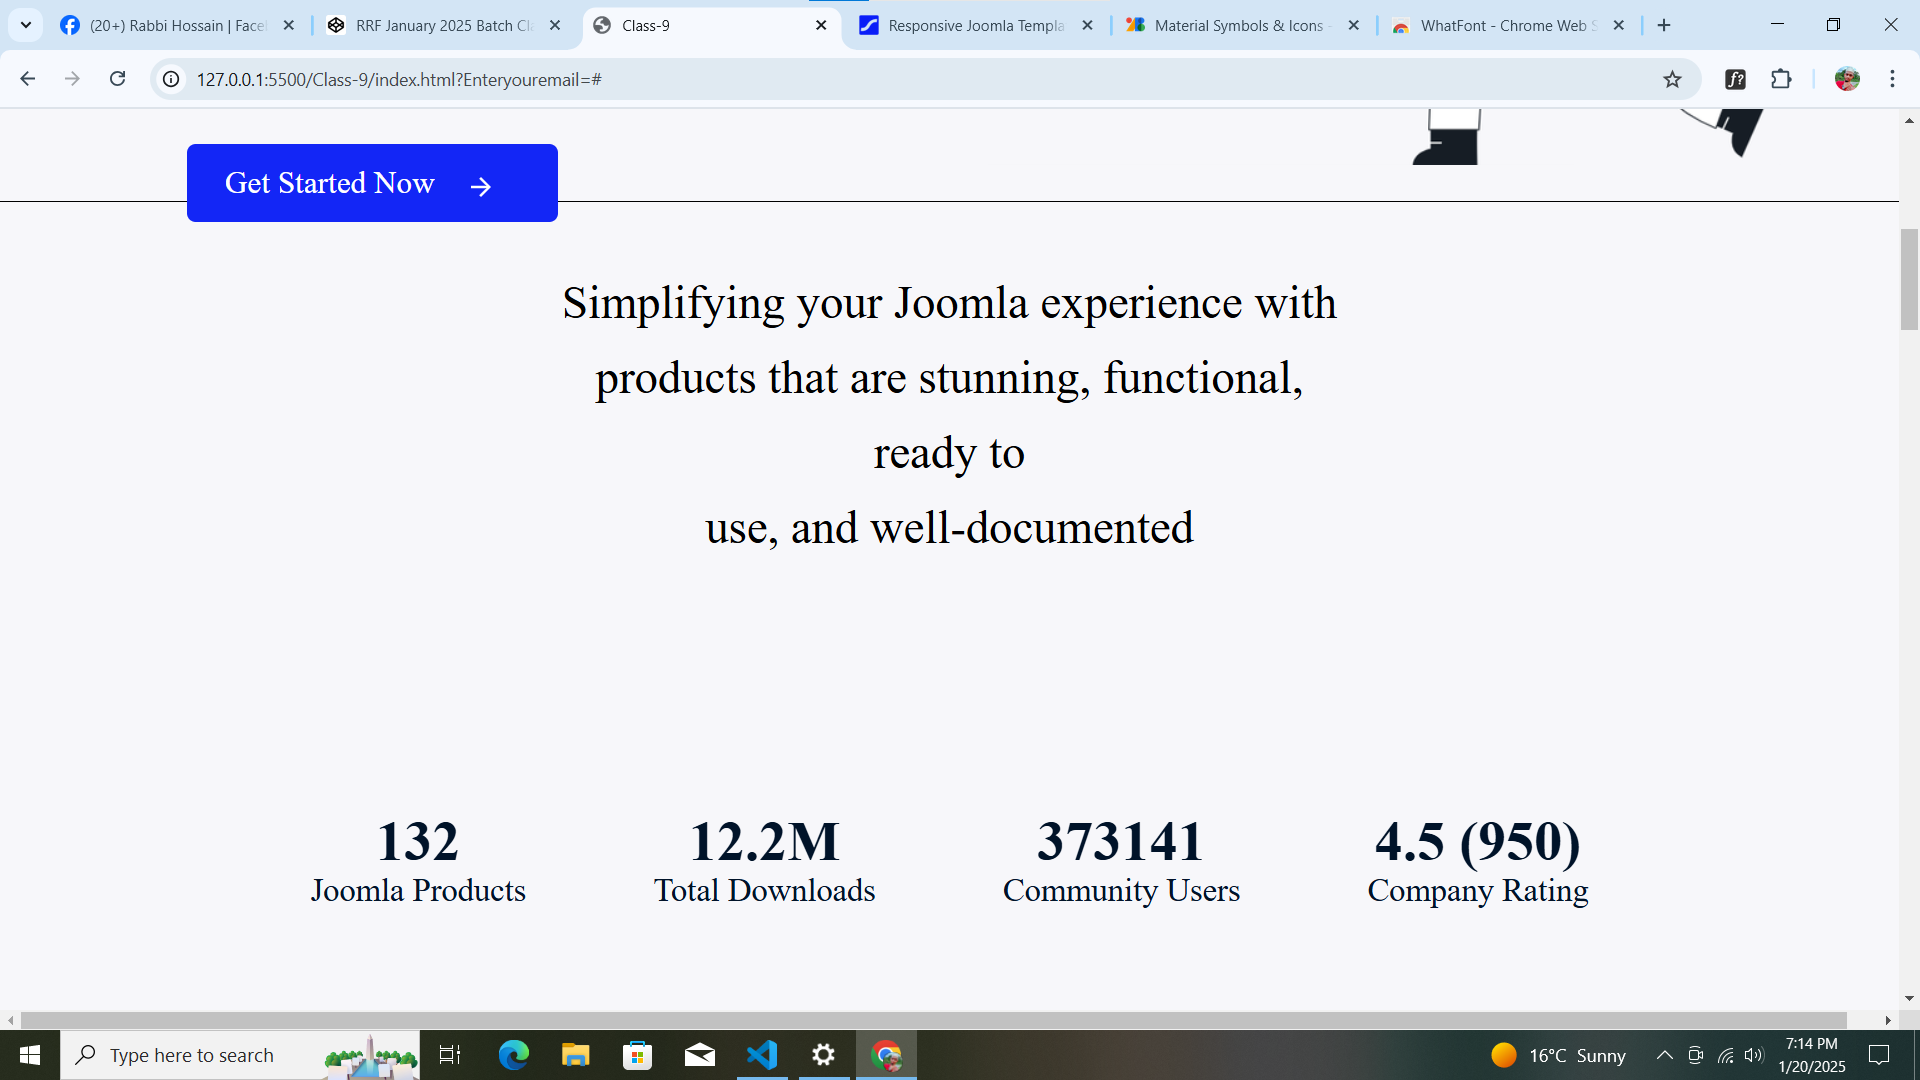 (20+) Rabbi Hossain | Face
RRF January 2025 Batch Cl
Class-9
Responsive Joomla Templa
Material Symbols & Icons -
WhatFont - Chrome Web S
127.0.0.1:5500/Class-9/index.html?Enteryouremail=#
f?
Get Started Now
Simplifying your Joomla experience with
products that are stunning, functional,
ready to
use, and well-documented
132
12.2M
373141
4.5 (950)
Joomla Products
Total Downloads
Community Users
Company Rating
Type here to search
16°C Sunny
7:14 PM
1/20/2025